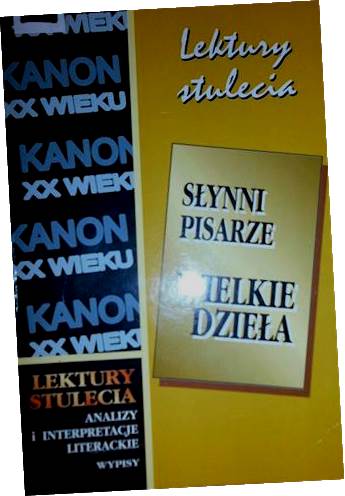 KANON
XX WIEKU
KANON
XX WIEKU
KANON
XX WIEKU
KANON
XX WIEKU
LEKTURY
STULECIA
ANALIZY
i INTERPRETACJE
LITERACKIE
WYPISY
Lektury
stulecia
SŁYNNI
PISARZE
WIELKIE
DZIEŁA